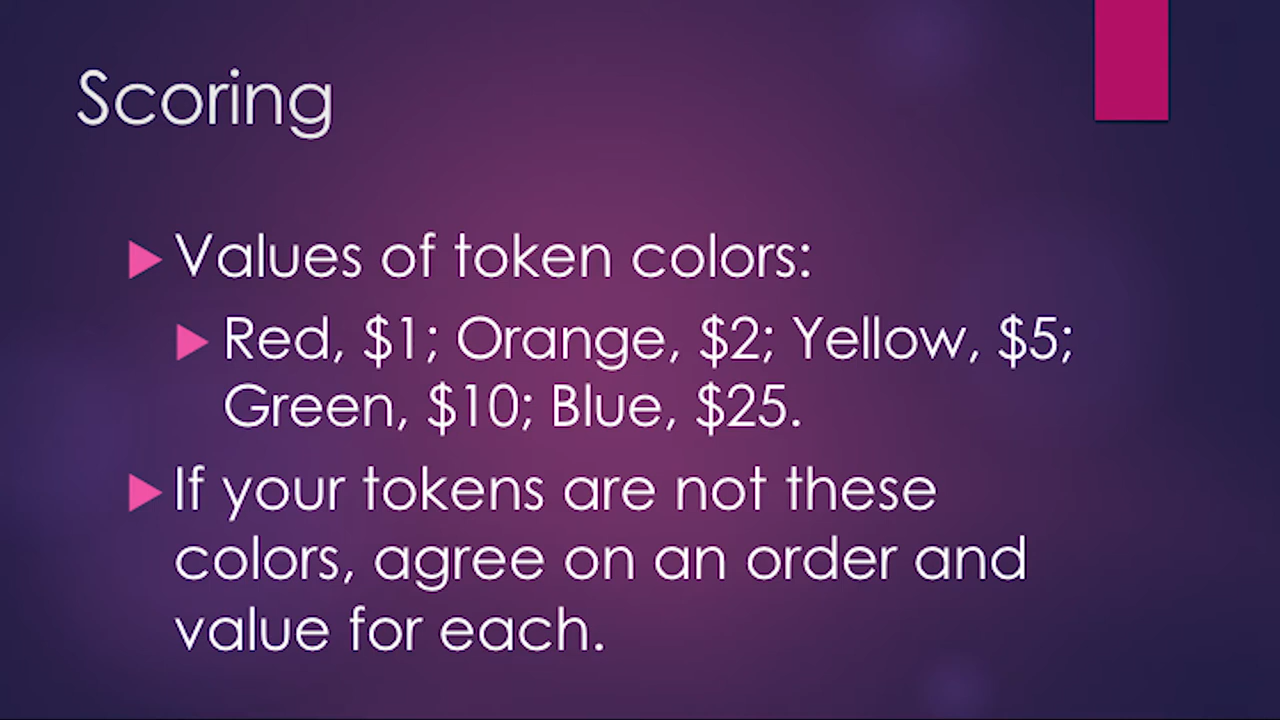 Scoring
Values of token colors:
Red, $1; Orange, $2; Yellow, $5;
Green, $10; Blue, $25.
If your tokens are not these
colors, agree on an order and
value for each.